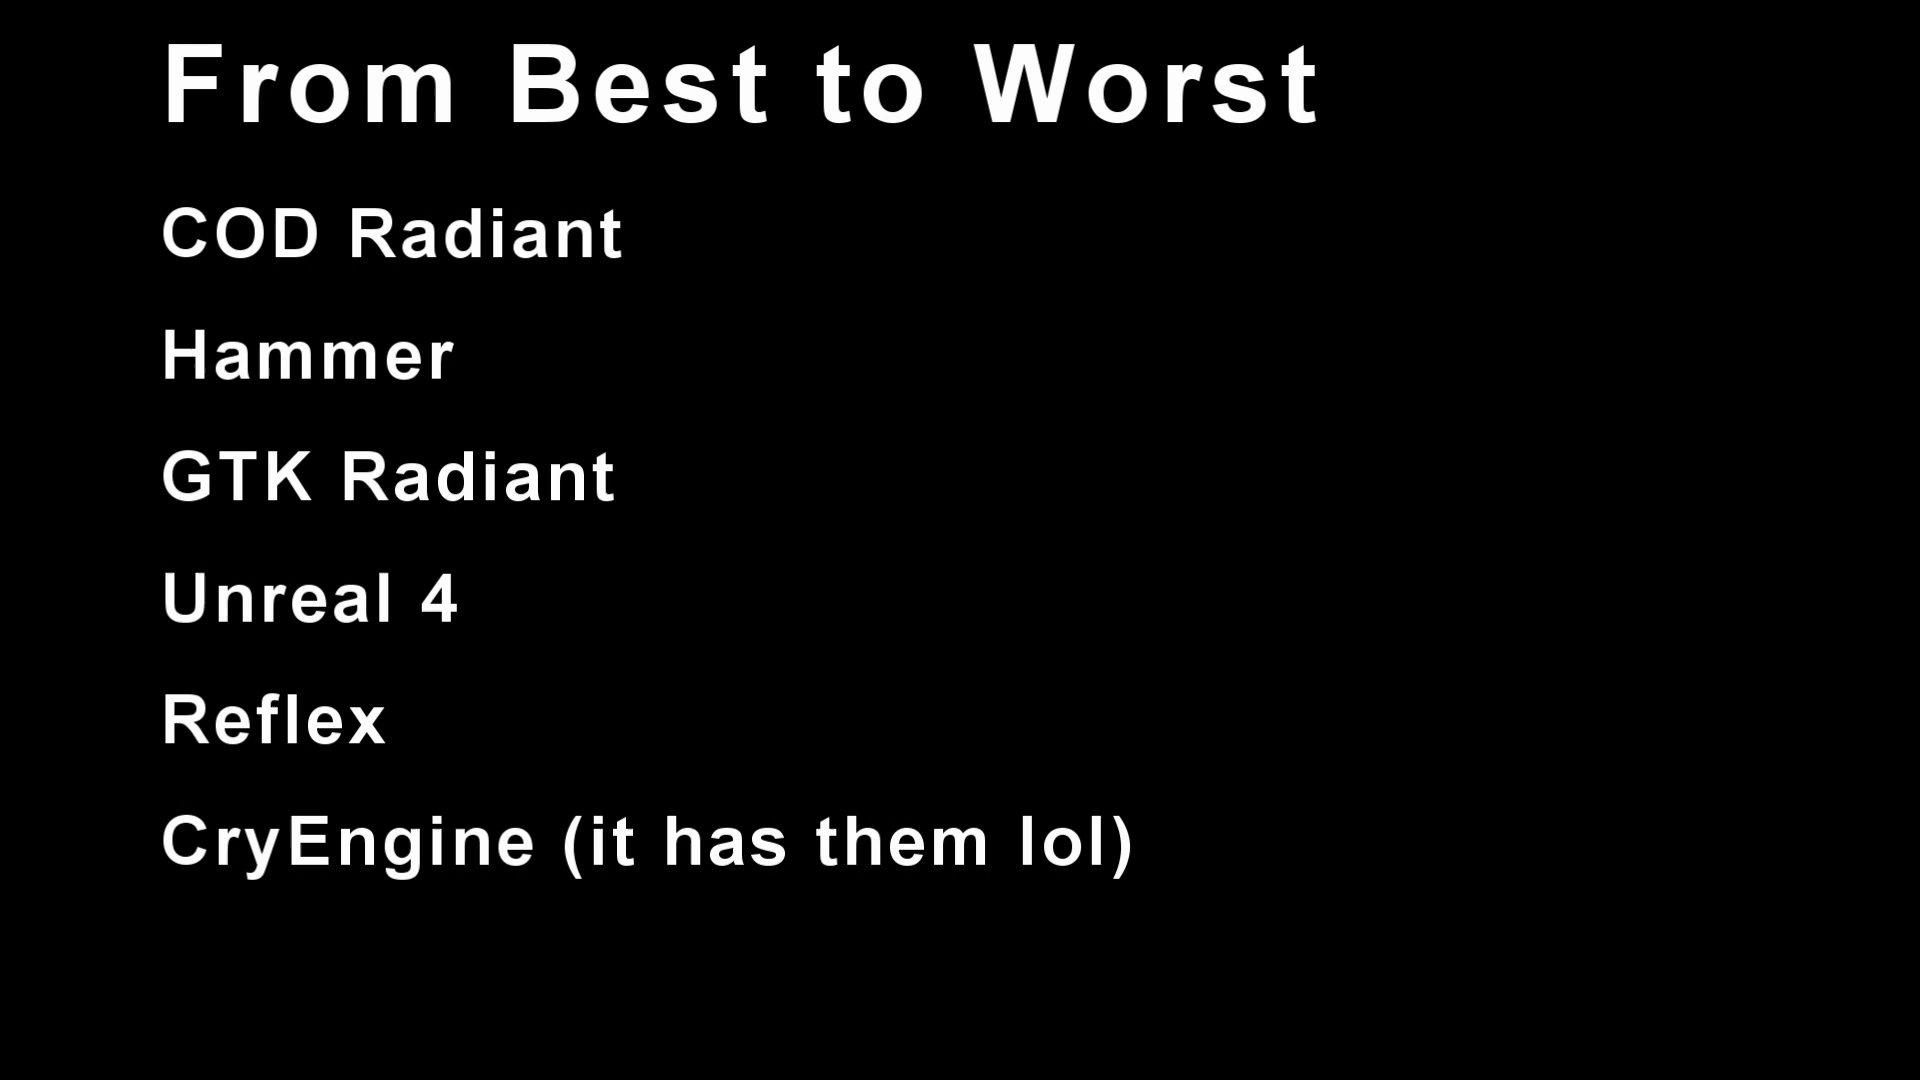 From Best to Worst
COD Radiant
Hammer
GTK Radiant
Unreal 4
Reflex
CryEngine (it has them lol)